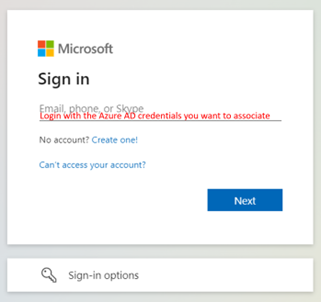 Microsoft
Sign in
Email, phone, or Skype
Login with the Azure AD credentials you want to associate
No account? Create one!
Can't access your account?
Next
Sign-in options